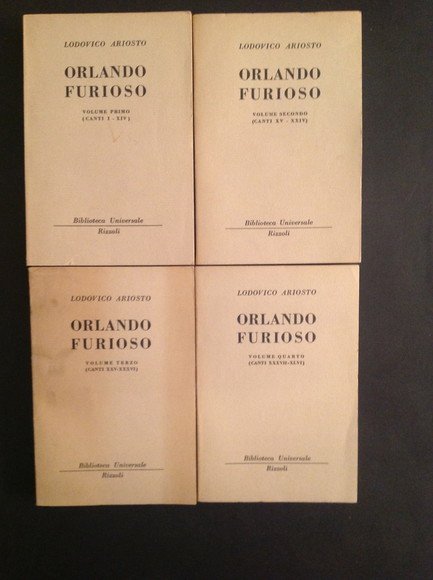 LODOVICO ARIOSTO
ORLANDO
FURIOSO
VOLUME PRIMO
(CANTI I - XIV)
Biblioteca Universale
Rizzoli
LODOVICO ARIOSTO
ORLANDO
FURIOSO
VOLUME SECONDO
(CANTI XV - XXIV)
Biblioteca Universale
Rizzoli
LODOVICO ARIOSTO
ORLANDO
FURIOSO
VOLUME TERZO
(CANTI XXV-XXXVI)
Biblioteca Universale
Rizzoli
LODOVICO ARIOSTO
ORLANDO
FURIOSO
VOLUME QUARTO
(CANTI XXXVII-XLVI)
Biblioteca Universale
Rizzoli